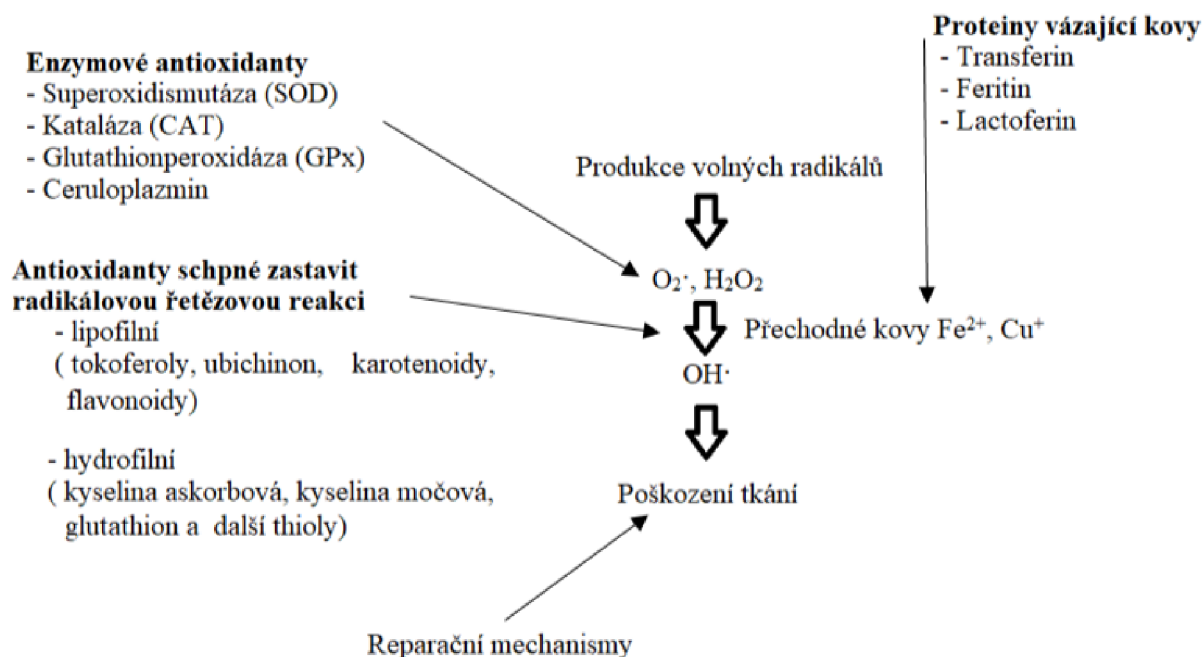 Proteiny vázající kovy
- Transferin
- Feritin
- Lactoferin
Enzymové antioxidanty
- Superoxidismutáza (SOD)
- Kataláza (CAT)
- Glutathionperoxidáza (GPx)
- Ceruloplazmin
Produkce volných radikálů
Antioxidanty schpné zastavit
radikálovou řetězovou reakci
- lipofilní
( tokoferoly, ubichinon, karotenoidy,
flavonoidy)
O₂·, H₂O₂
Přechodné kovy Fe²⁺, Cu⁺
OH·
- hydrofilní
( kyselina askorbová, kyselina močová,
glutathion a další thioly)
Poškození tkání
Reparační mechanismy